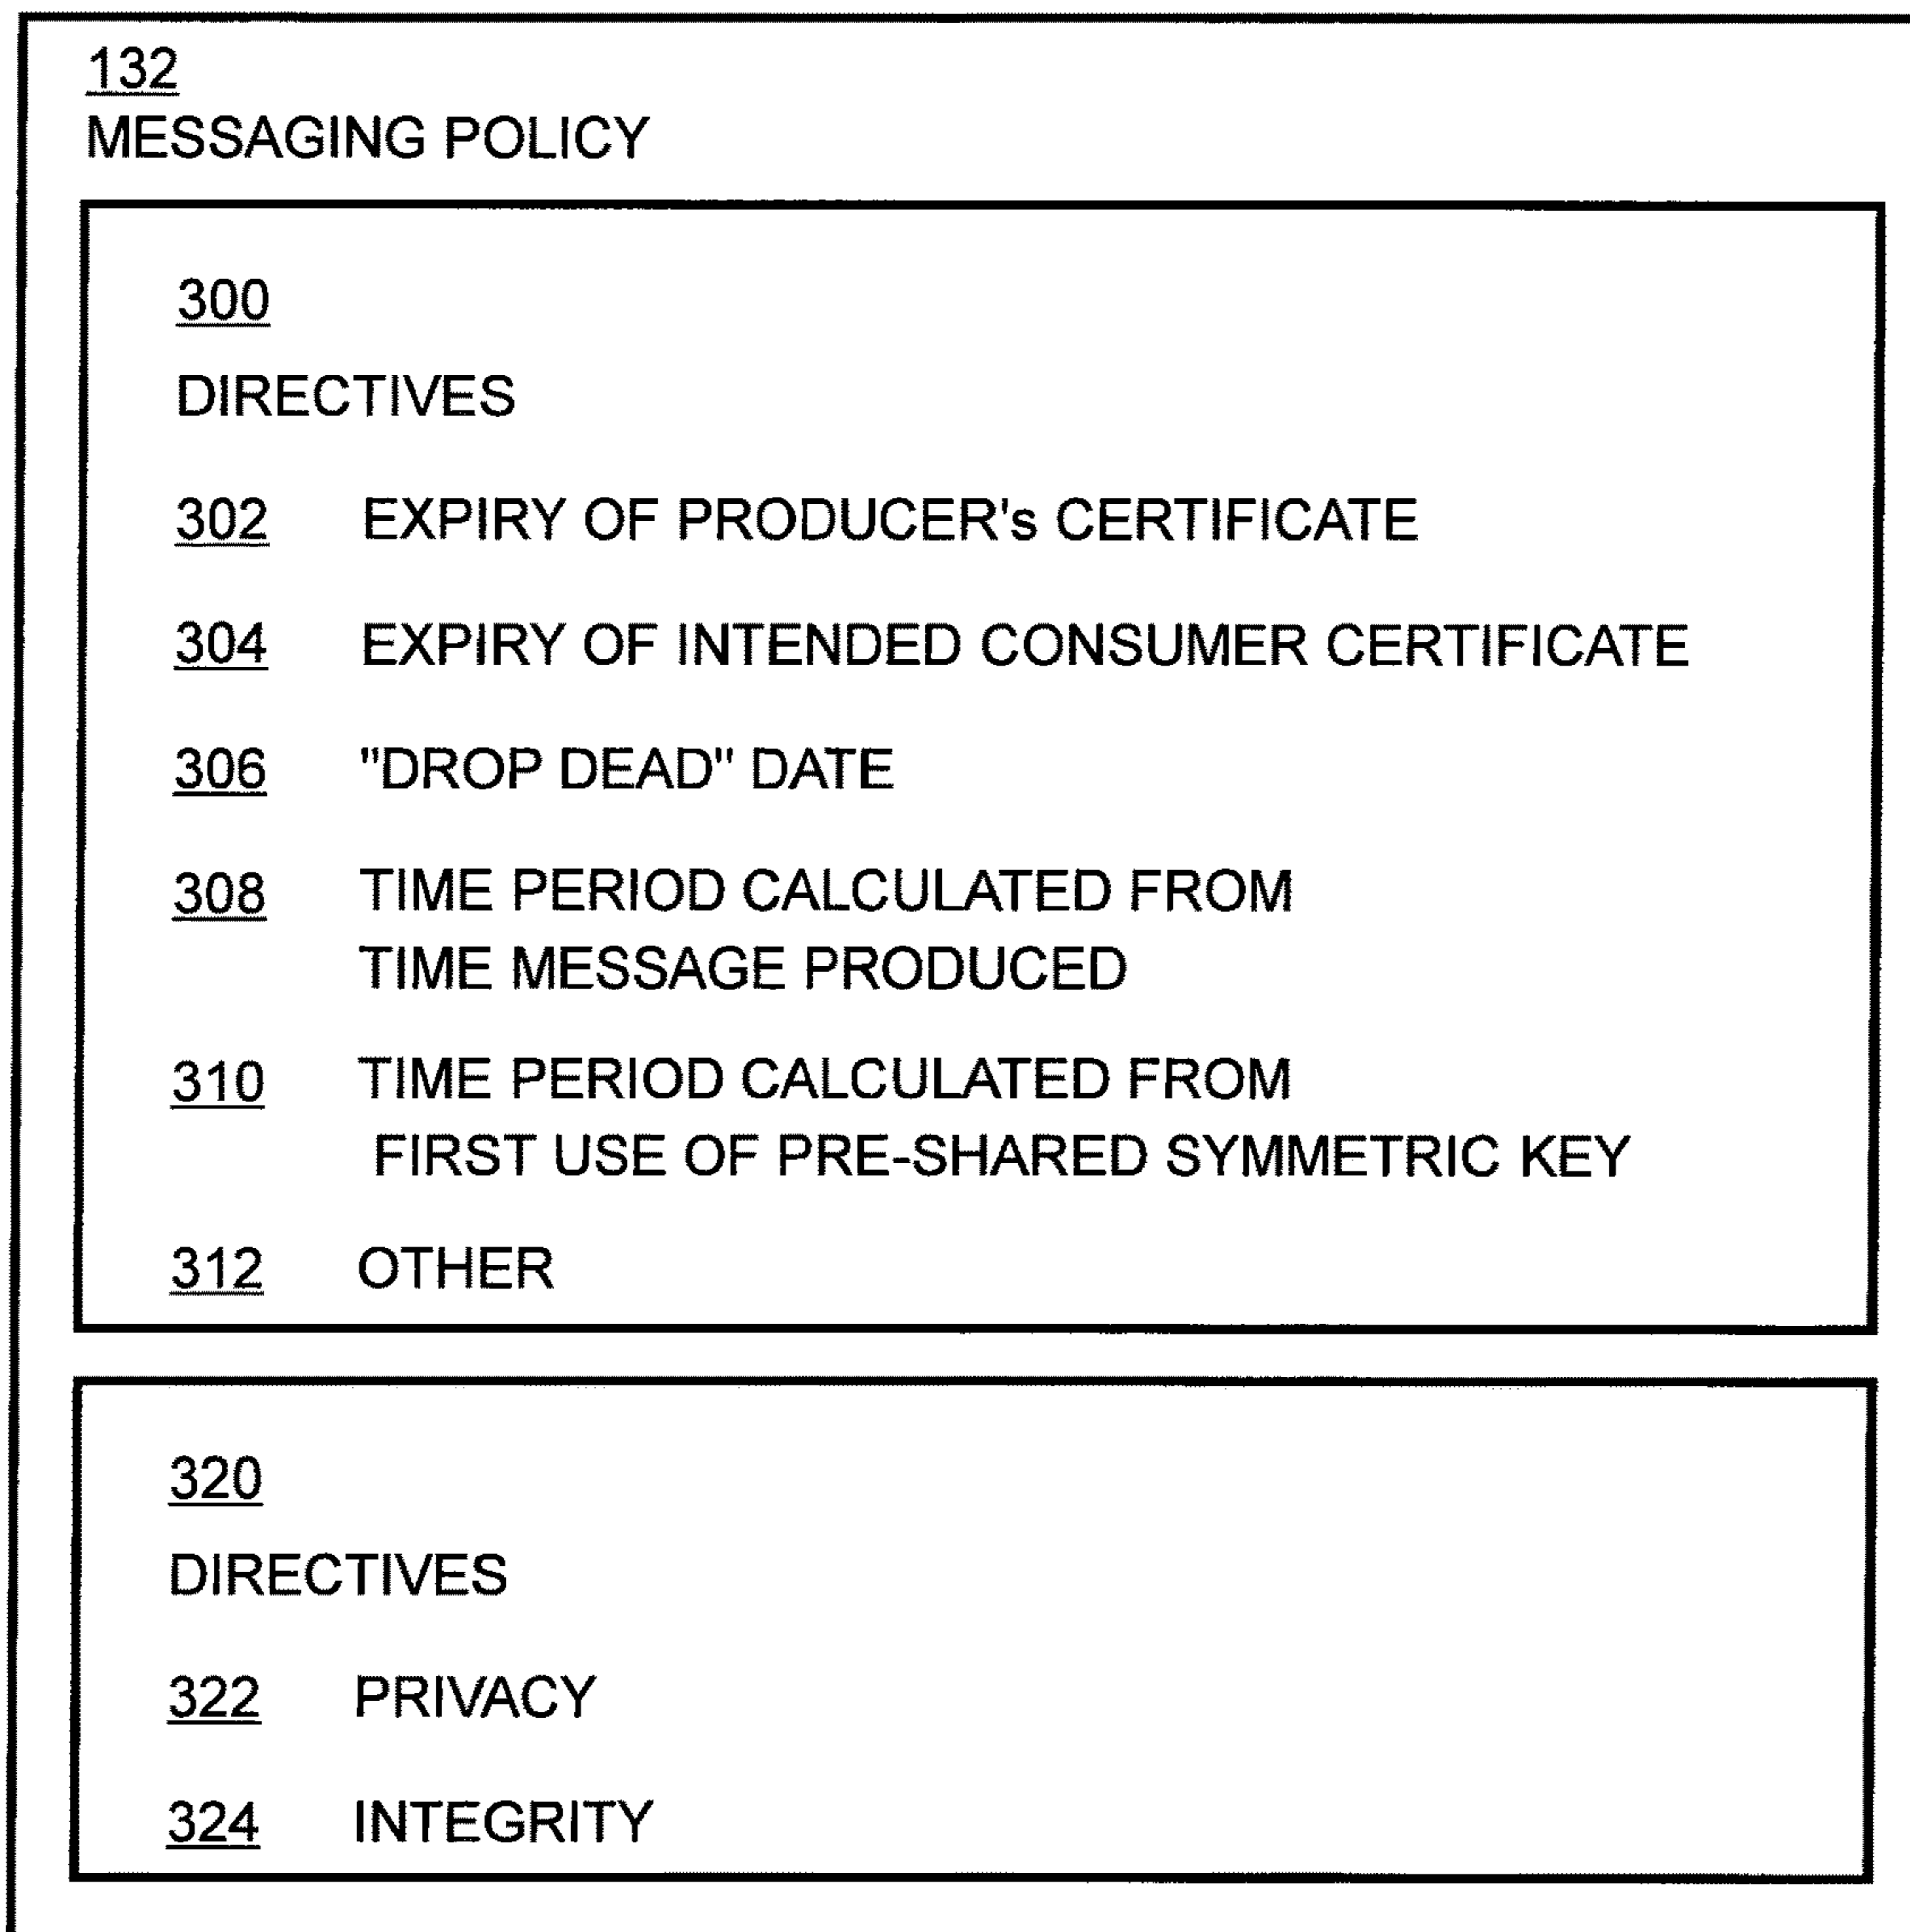 132
MESSAGING POLICY
300
DIRECTIVES
302 EXPIRY OF PRODUCER's CERTIFICATE
304 EXPIRY OF INTENDED CONSUMER CERTIFICATE
306 "DROP DEAD" DATE
308 TIME PERIOD CALCULATED FROM
TIME MESSAGE PRODUCED
310 TIME PERIOD CALCULATED FROM
FIRST USE OF PRE-SHARED SYMMETRIC KEY
312 OTHER
320
DIRECTIVES
322 PRIVACY
324 INTEGRITY